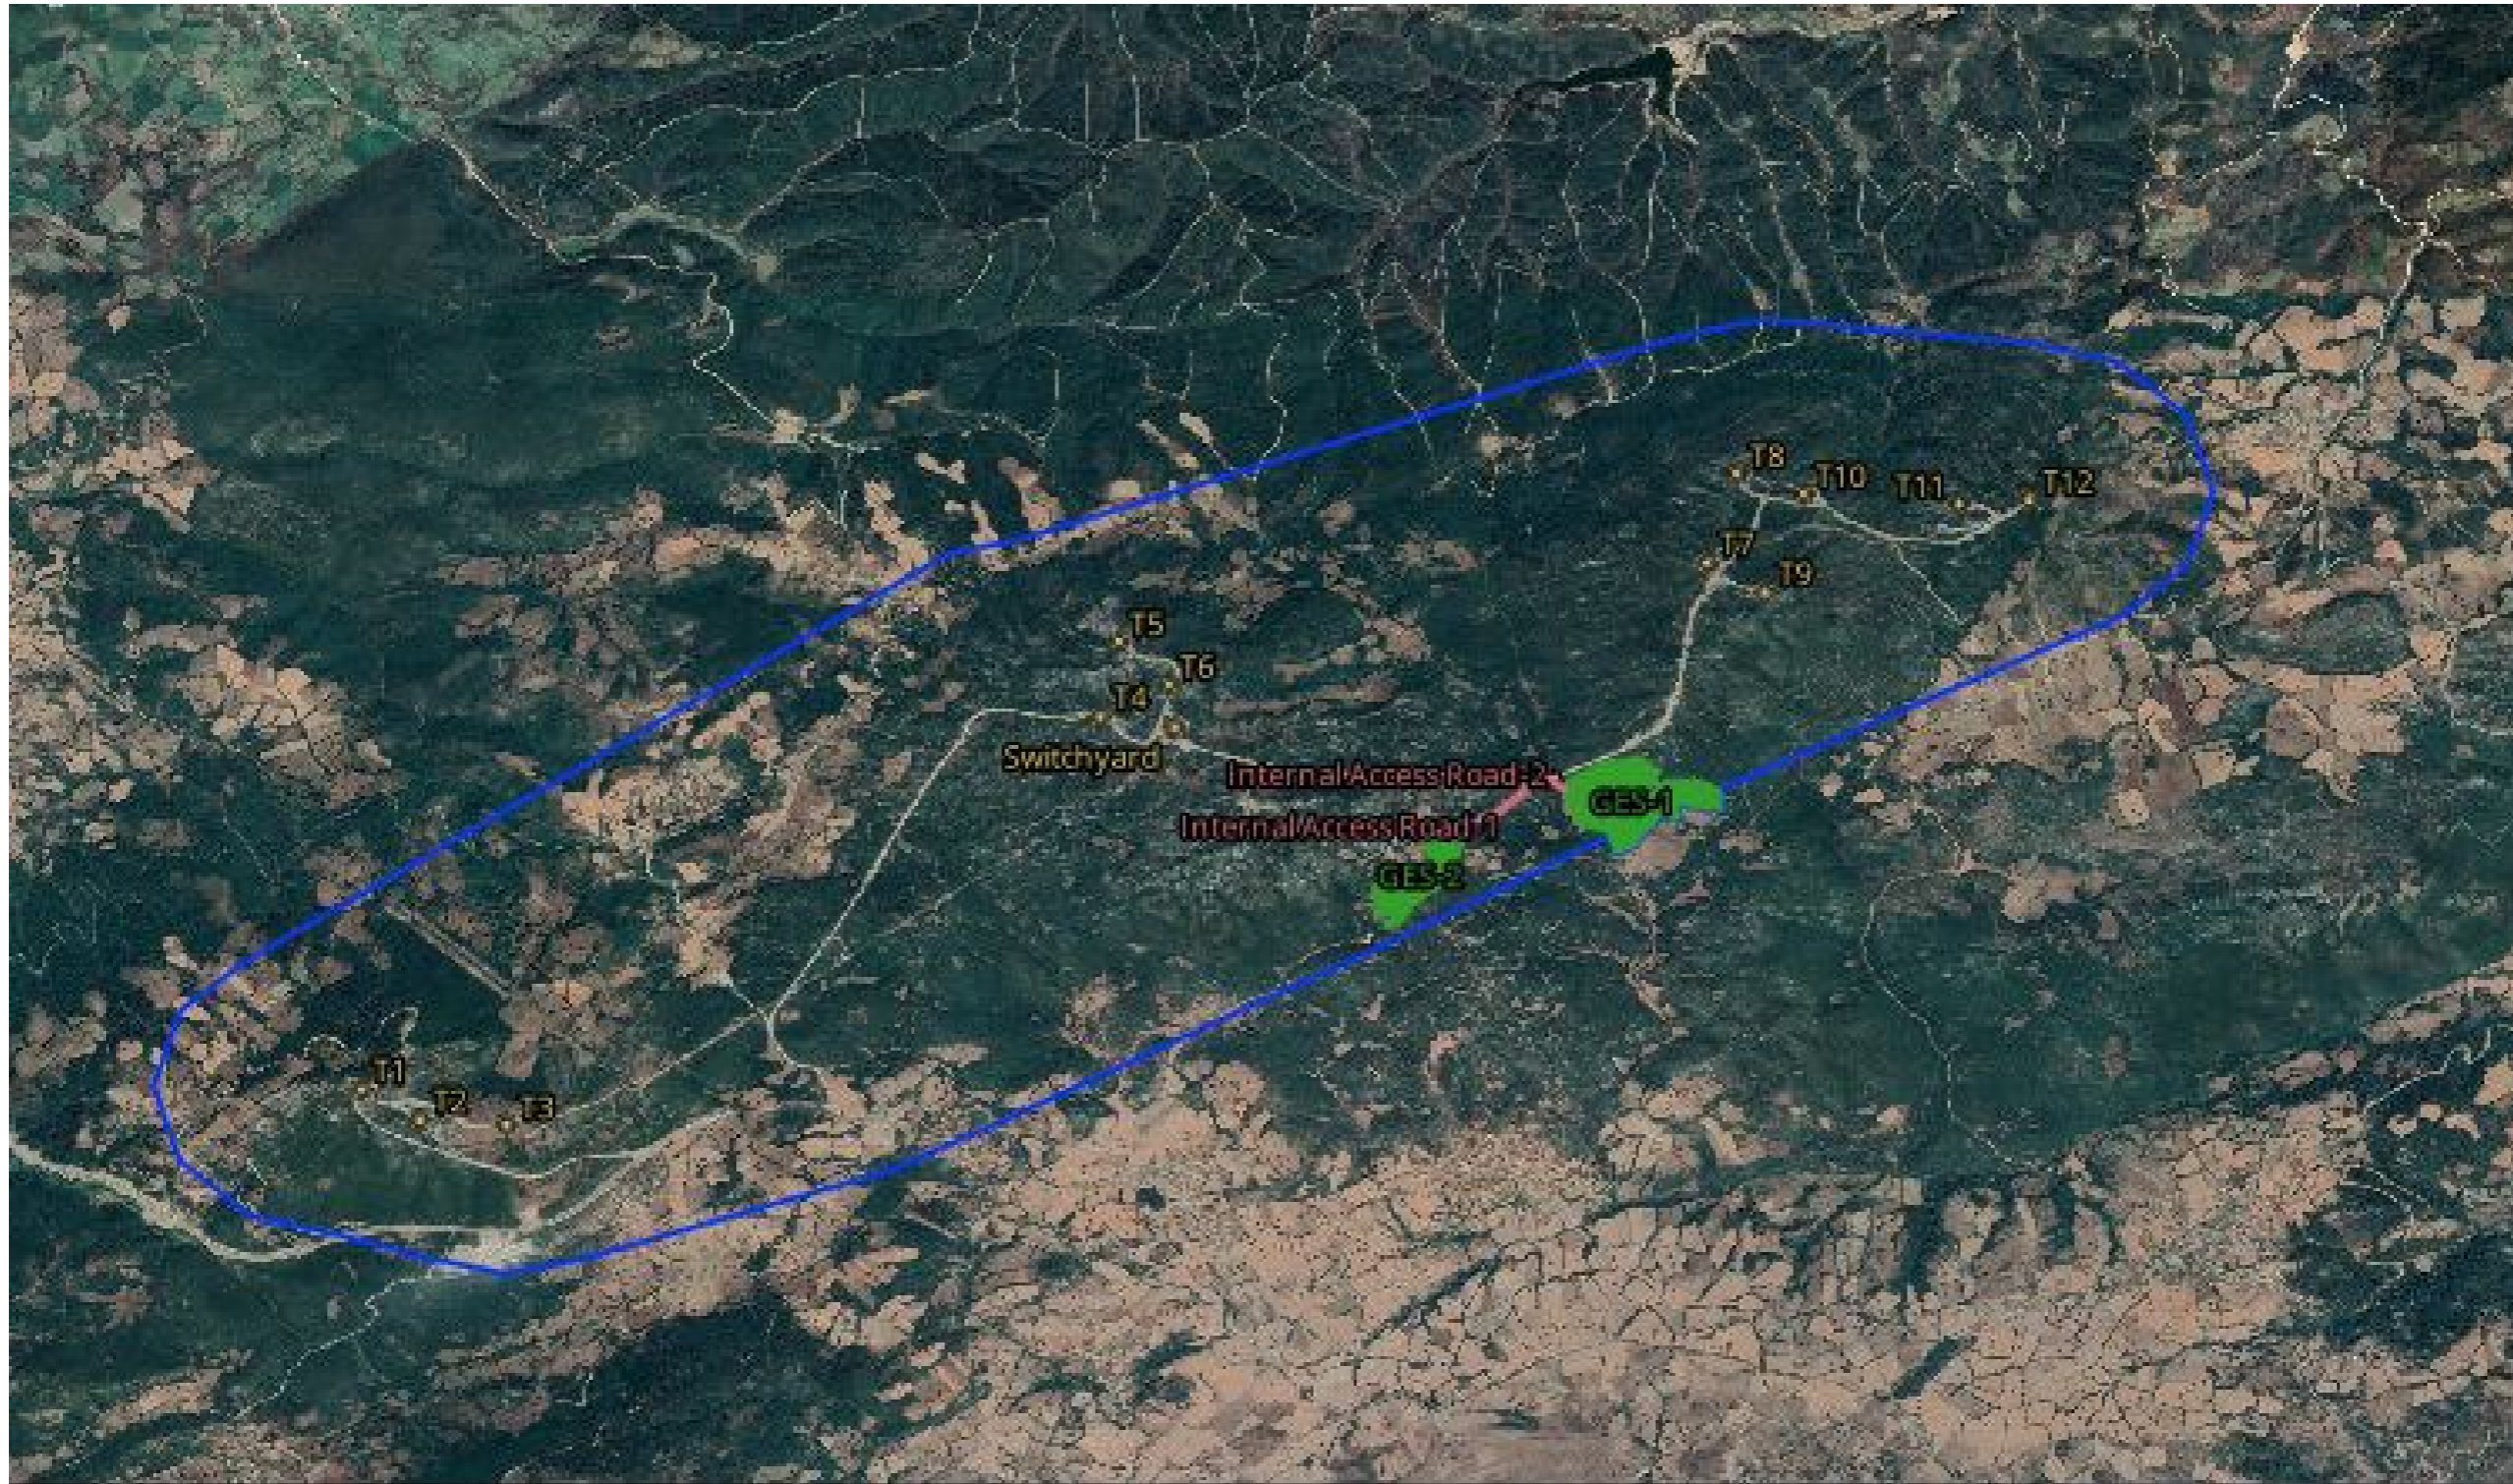 T8
T10
T11
T12
T7
T9
T5
T6
T4
Switchyard
Internal Access Road-2
Internal Access Road-1
GES-1
GES-2
T1
T2
T3